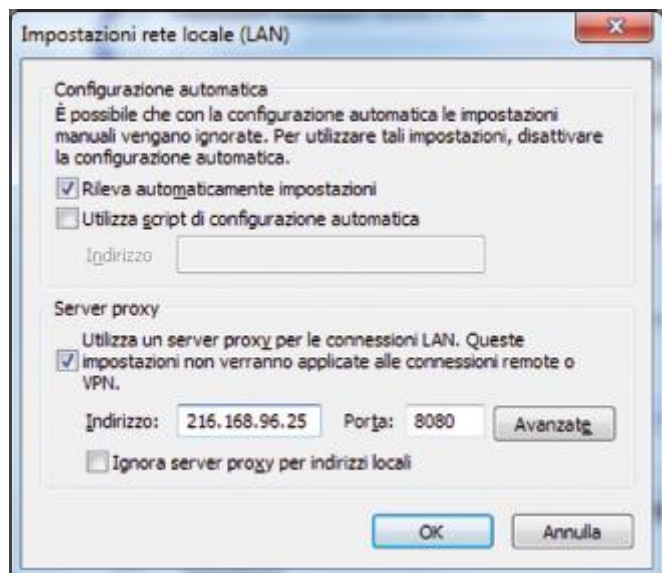 Impostazioni rete locale (LAN)
Configurazione automatica
È possibile che con la configurazione automatica le impostazioni
manuali vengano ignorate. Per utilizzare tali impostazioni, disattivare
la configurazione automatica.
Rileva automaticamente impostazioni
Utilizza script di configurazione automatica
Indirizzo
Server proxy
Utilizza un server proxy per le connessioni LAN. Queste
impostazioni non verranno applicate alle connessioni remote o
VPN.
Indirizzo: 216.168.96.25 Porta: 8080 Avanzate
Ignora server proxy per indirizzi locali
OK Annulla